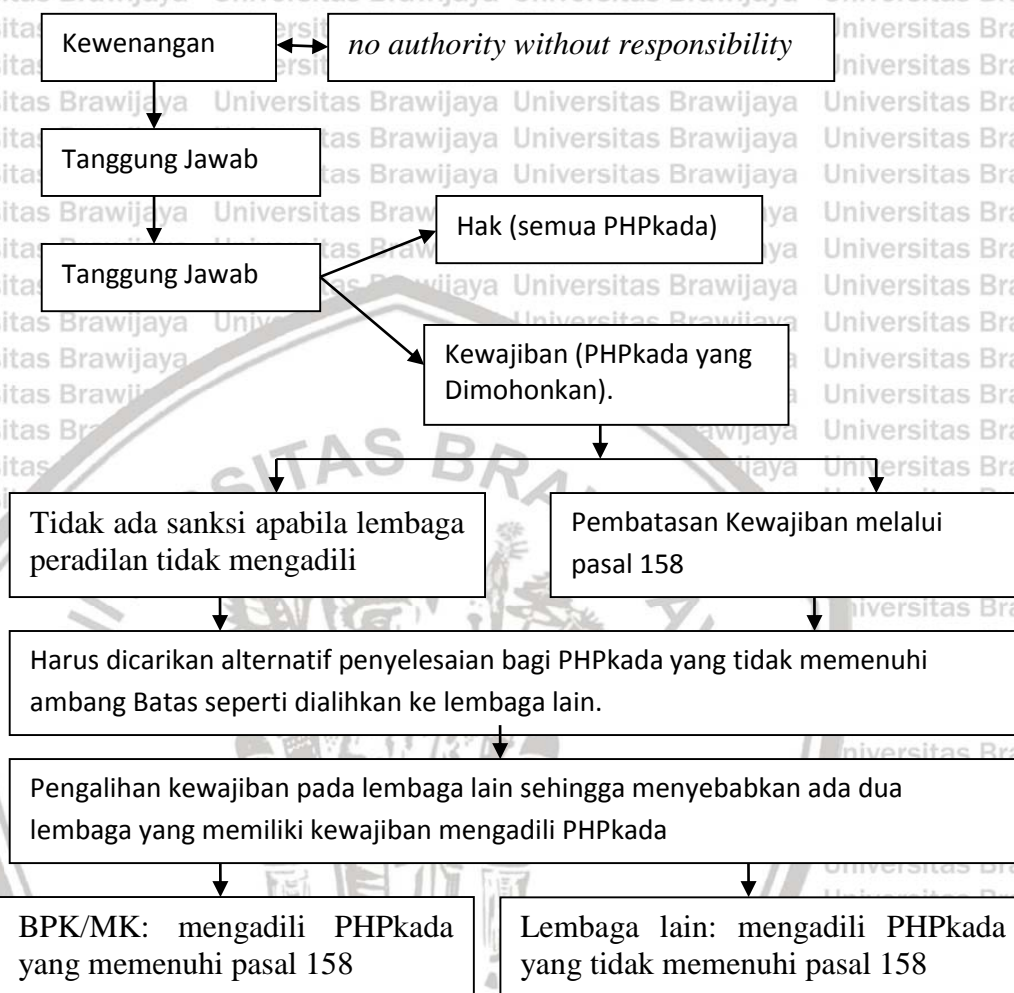 Kewenangan
no authority without responsibility
Tanggung Jawab
Hak (semua PHPkada)
Tanggung Jawab
Kewajiban (PHPkada yang
Dimohonkan).
Tidak ada sanksi apabila lembaga
peradilan tidak mengadili
Pembatasan Kewajiban melalui
pasal 158
Harus dicarikan alternatif penyelesaian bagi PHPkada yang tidak memenuhi
ambang Batas seperti dialihkan ke lembaga lain.
Pengalihan kewajiban pada lembaga lain sehingga menyebabkan ada dua
lembaga yang memiliki kewajiban mengadili PHPkada
BPK/MK: mengadili PHPkada
yang memenuhi pasal 158
Lembaga lain: mengadili PHPkada
yang tidak memenuhi pasal 158